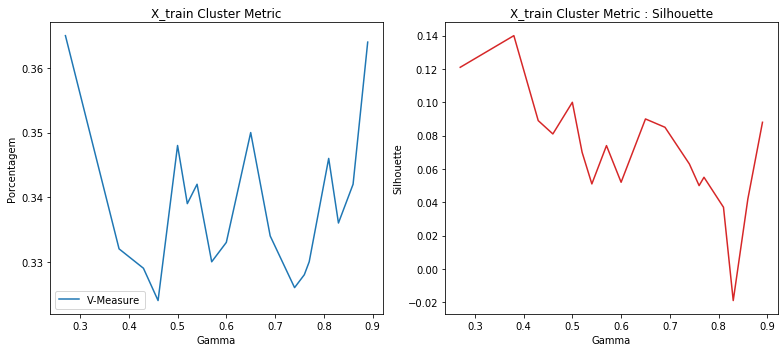 X_train Cluster Metric
Porcentagem
0.36
0.35
0.34
0.33
V-Measure
0.3 0.4 0.5 0.6 0.7 0.8 0.9
Gamma
X_train Cluster Metric : Silhouette
Silhouette
0.14
0.12
0.10
0.08
0.06
0.04
0.02
0.00
−0.02
0.3 0.4 0.5 0.6 0.7 0.8 0.9
Gamma